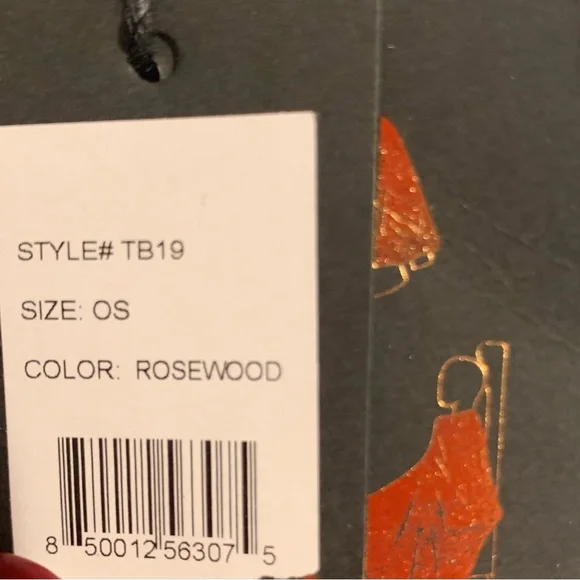 STYLE# TB19
SIZE: OS
COLOR: ROSEWOOD
8 50012 56307 5